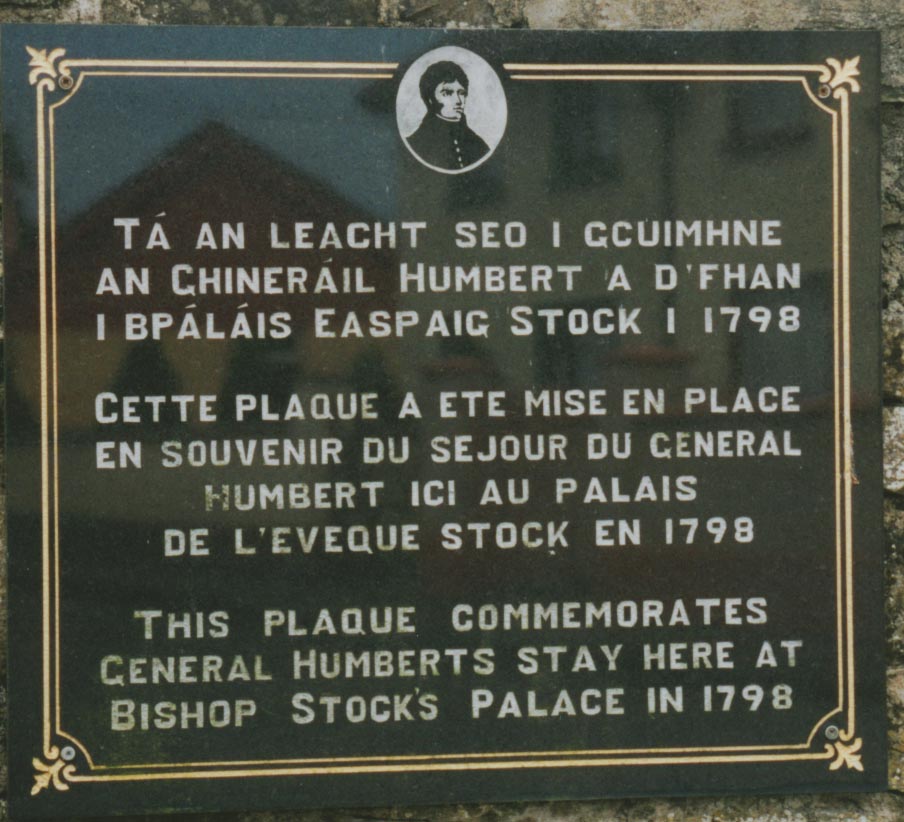 TÁ AN LEACHT SEO I GCUIMHNE
AN GHINERÁIL HUMBERT A D'FHAN
I BPÁLÁIS EASPAIG STOCK I 1798
CETTE PLAQUE A ETE MISE EN PLACE
EN SOUVENIR DU SEJOUR DU GENERAL
HUMBERT ICI AU PALAIS
DE L'EVEQUE STOCK EN 1798
THIS PLAQUE COMMEMORATES
GENERAL HUMBERTS STAY HERE AT
BISHOP STOCK'S PALACE IN 1798